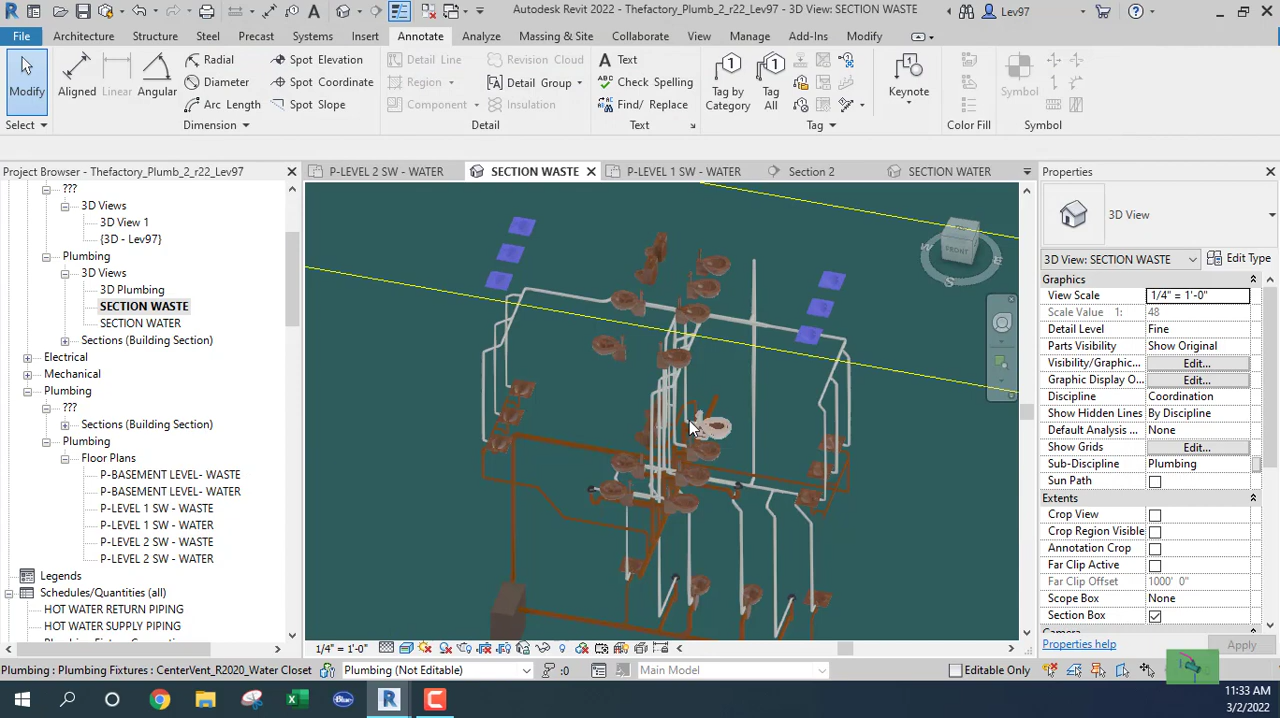 Autodesk Revit 2022 - Thefactory_Plumb_2_r22_Lev97 - 3D View: SECTION WASTE
Lev97
File Architecture Structure Steel Precast Systems Insert Annotate Analyze Massing & Site Collaborate View Manage Add-Ins Modify
Modify Aligned Linear Angular
Radial
Diameter
Arc Length
Spot Elevation
Spot Coordinate
Spot Slope
Detail Line
Region
Component
Revision Cloud
Detail Group
Insulation
Text
Check Spelling
Find/ Replace
Tag by Category
Tag All
Keynote
Symbol
Select Dimension Detail Text Tag Color Fill Symbol
Project Browser - Thefactory_Plumb_2_r22_Lev97
P-LEVEL 2 SW - WATER
SECTION WASTE
P-LEVEL 1 SW - WATER
Section 2
SECTION WATER
Properties
???
3D Views
3D View 1
{3D - Lev97}
Plumbing
3D Views
3D Plumbing
SECTION WASTE
SECTION WATER
Sections (Building Section)
Electrical
Mechanical
Plumbing
???
Sections (Building Section)
Plumbing
Floor Plans
P-BASEMENT LEVEL- WASTE
P-BASEMENT LEVEL- WATER
P-LEVEL 1 SW - WASTE
P-LEVEL 1 SW - WATER
P-LEVEL 2 SW - WASTE
P-LEVEL 2 SW - WATER
Legends
Schedules/Quantities (all)
HOT WATER RETURN PIPING
HOT WATER SUPPLY PIPING
FRONT
W
S
3D View
3D View: SECTION WASTE
Edit Type
Graphics
View Scale 1/4" = 1'-0"
Scale Value 1: 48
Detail Level Fine
Parts Visibility Show Original
Visibility/Graphic... Edit...
Graphic Display O... Edit...
Discipline Coordination
Show Hidden Lines By Discipline
Default Analysis ... None
Show Grids Edit...
Sub-Discipline Plumbing
Sun Path
Extents
Crop View
Crop Region Visible
Annotation Crop
Far Clip Active
Far Clip Offset 1000' 0"
Scope Box None
Section Box
Properties help
Apply
1/4" = 1'-0"
Plumbing : Plumbing Fixtures : CenterVent_R2020_Water Closet
Plumbing (Not Editable)
:0
Main Model
Editable Only
11:33 AM
3/2/2022